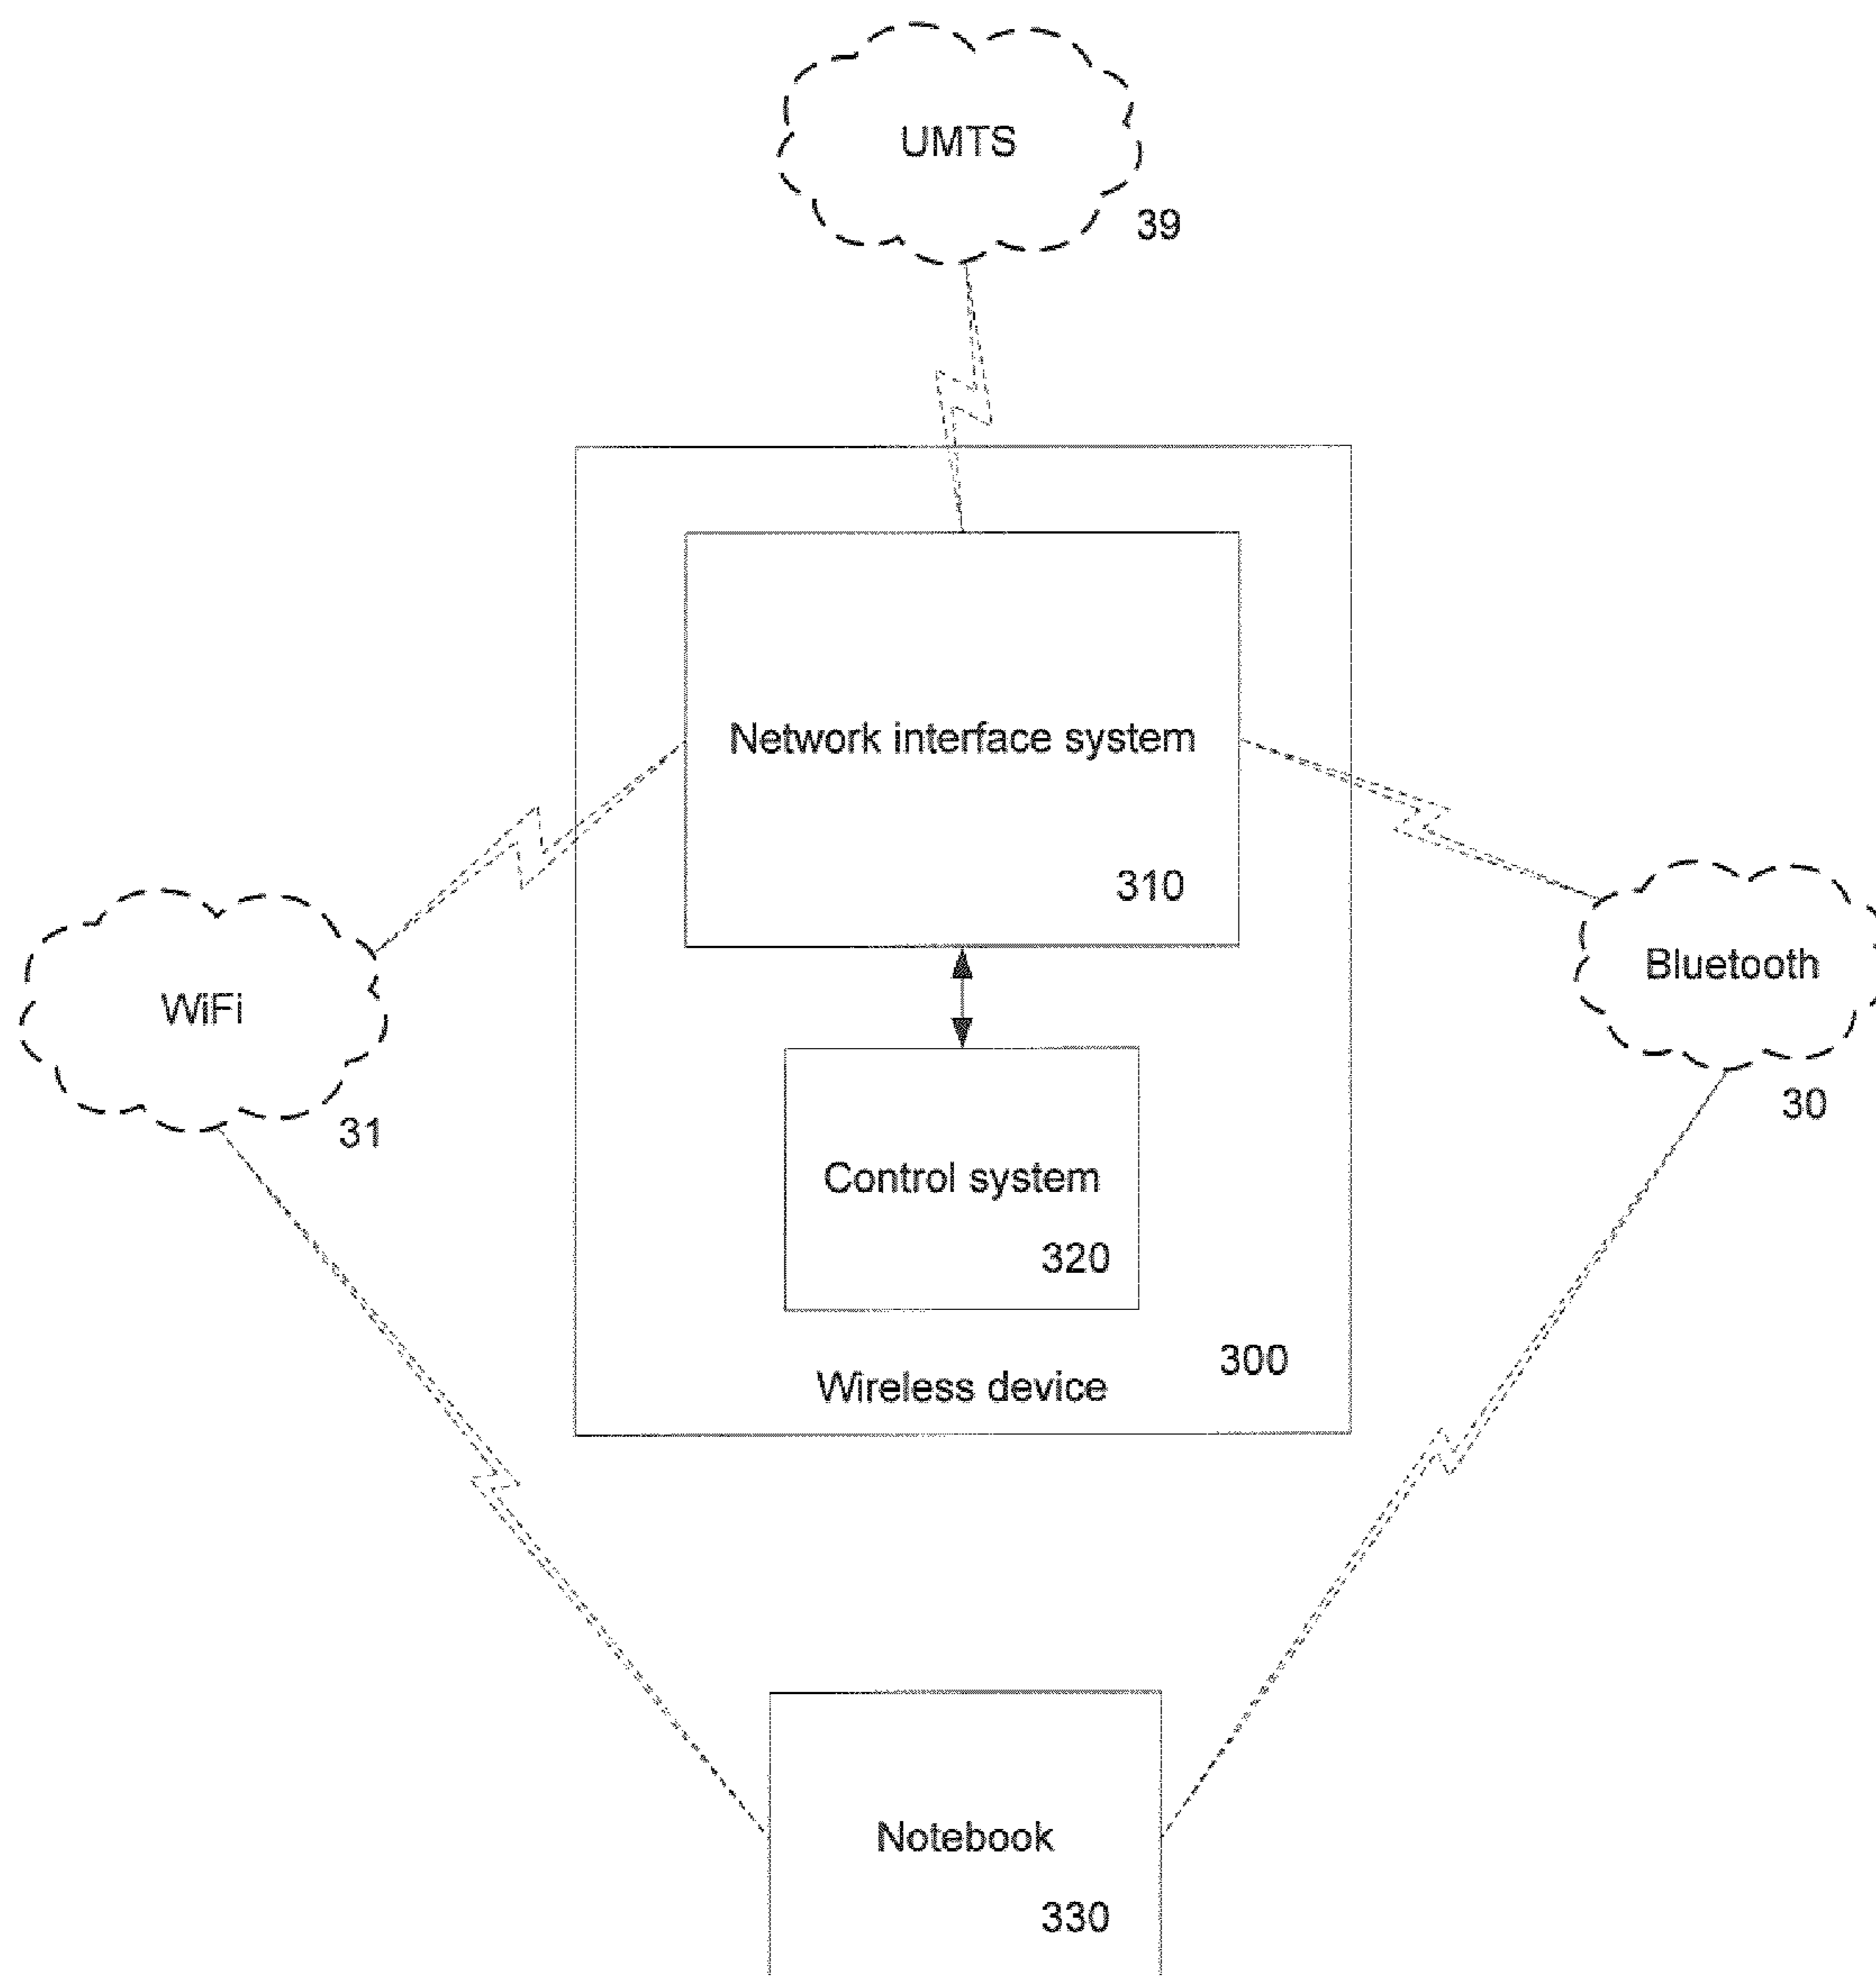 UMTS
39
Network interface system
310
WiFi
31
Bluetooth
30
Control system
320
300
Wireless device
Notebook
330